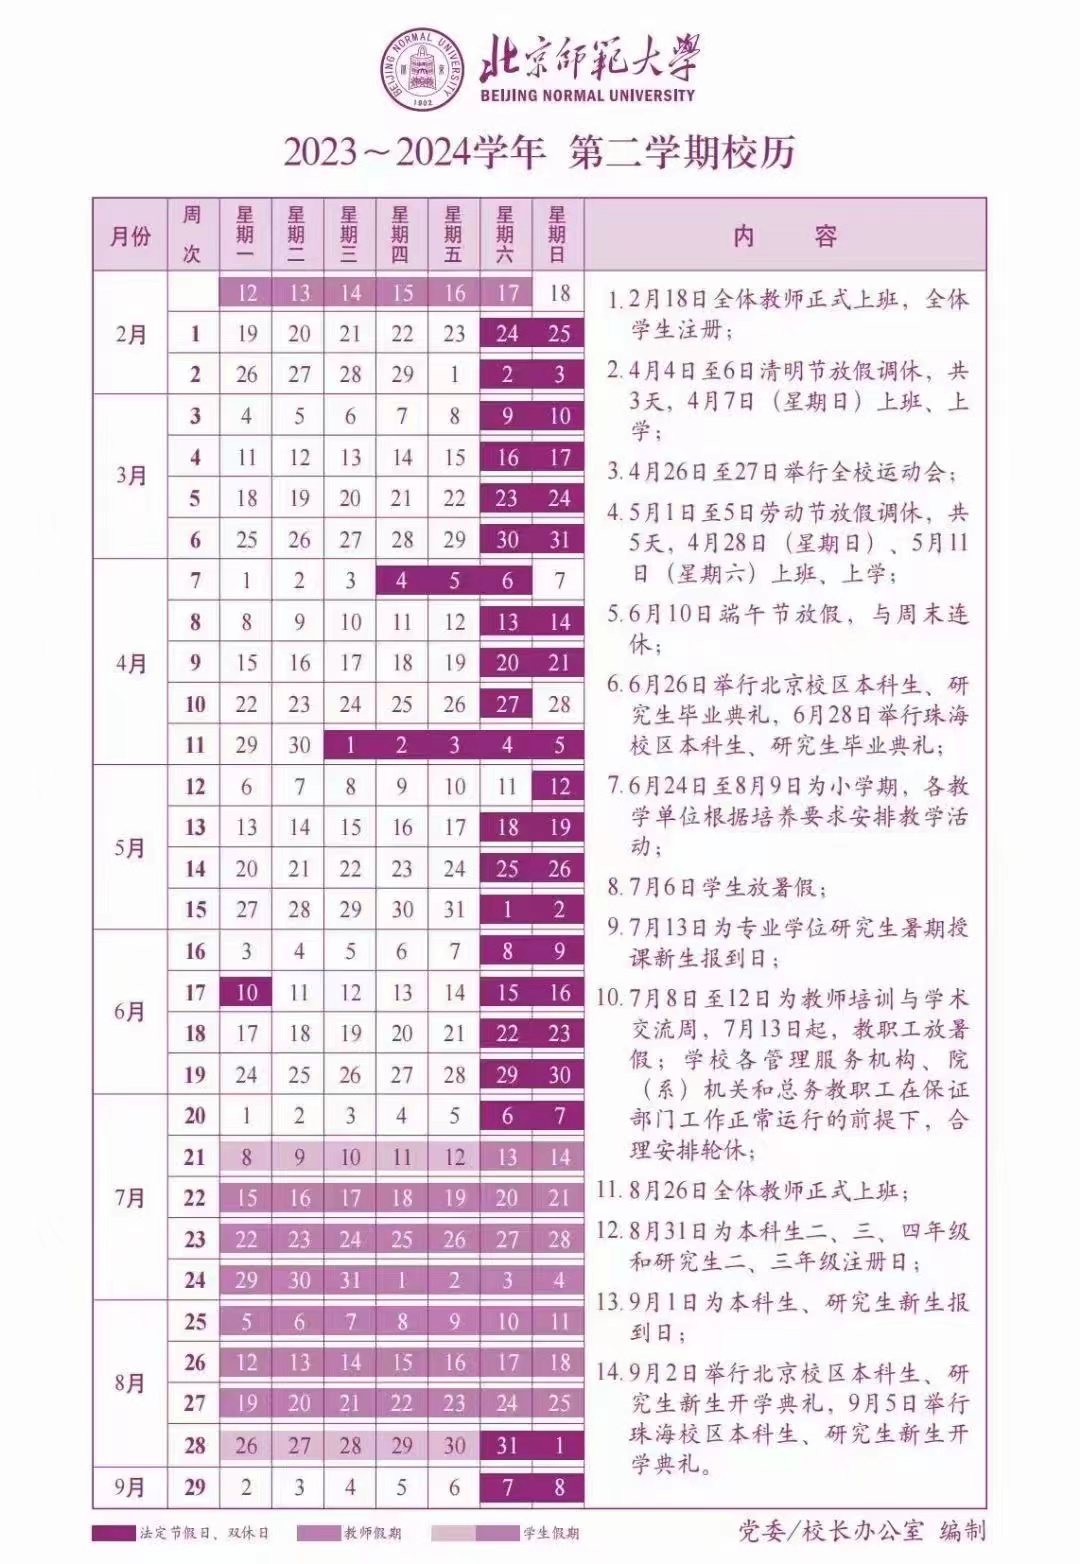 北京师范大学
BEIJING NORMAL UNIVERSITY
BEIJING NORMAL UNIVERSITY
1902
2023～2024学年 第二学期校历
月份 周次 星期一 星期二 星期三 星期四 星期五 星期六 星期日 内 容
2月
12 13 14 15 16 17 18
1 19 20 21 22 23 24 25
2 26 27 28 29 1 2 3
3月
3 4 5 6 7 8 9 10
4 11 12 13 14 15 16 17
5 18 19 20 21 22 23 24
6 25 26 27 28 29 30 31
4月
7 1 2 3 4 5 6 7
8 8 9 10 11 12 13 14
9 15 16 17 18 19 20 21
10 22 23 24 25 26 27 28
11 29 30 1 2 3 4 5
5月
12 6 7 8 9 10 11 12
13 13 14 15 16 17 18 19
14 20 21 22 23 24 25 26
15 27 28 29 30 31 1 2
6月
16 3 4 5 6 7 8 9
17 10 11 12 13 14 15 16
18 17 18 19 20 21 22 23
19 24 25 26 27 28 29 30
7月
20 1 2 3 4 5 6 7
21 8 9 10 11 12 13 14
22 15 16 17 18 19 20 21
23 22 23 24 25 26 27 28
24 29 30 31 1 2 3 4
8月
25 5 6 7 8 9 10 11
26 12 13 14 15 16 17 18
27 19 20 21 22 23 24 25
28 26 27 28 29 30 31 1
9月
29 2 3 4 5 6 7 8
1.2月18日全体教师正式上班，全体
学生注册；
2.4月4日至6日清明节放假调休，共
3天，4月7日（星期日）上班、上
学；
3.4月26日至27日举行全校运动会；
4.5月1日至5日劳动节放假调休，共
5天，4月28日（星期日）、5月11
日（星期六）上班、上学；
5.6月10日端午节放假，与周末连
休；
6.6月26日举行北京校区本科生、研
究生毕业典礼，6月28日举行珠海
校区本科生、研究生毕业典礼；
7.6月24日至8月9日为小学期，各教
学单位根据培养要求安排教学活
动；
8.7月6日学生放暑假；
9.7月13日为专业学位研究生暑期授
课新生报到日；
10.7月8日至12日为教师培训与学术
交流周，7月13日起，教职工放暑
假；学校各管理服务机构、院
（系）机关和总务教职工在保证
部门工作正常运行的前提下，合
理安排轮休；
11.8月26日全体教师正式上班；
12.8月31日为本科生二、三、四年级
和研究生二、三年级注册日；
13.9月1日为本科生、研究生新生报
到日；
14.9月2日举行北京校区本科生、研
究生新生开学典礼，9月5日举行
珠海校区本科生、研究生新生开
学典礼。
法定节假日、双休日 教师假期 学生假期
党委/校长办公室 编制